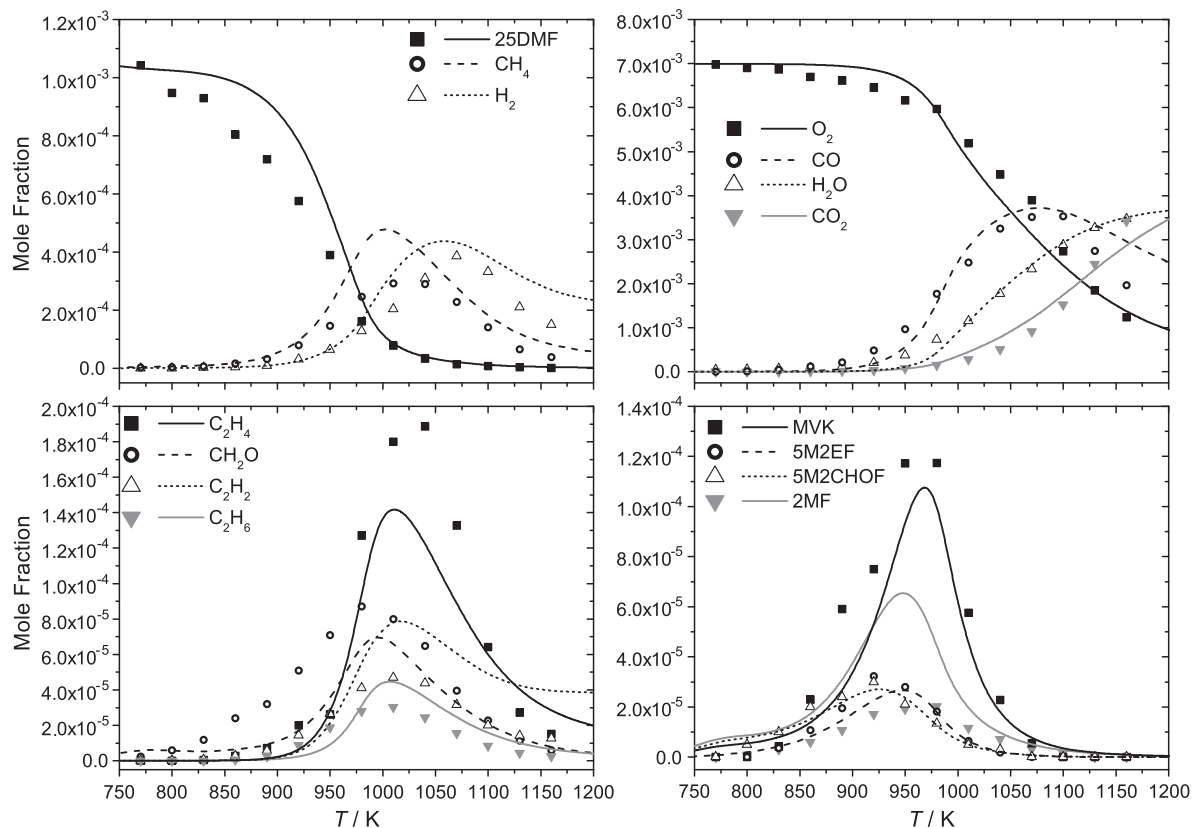 Mole Fraction
1.2x10-3
1.0x10-3
8.0x10-4
6.0x10-4
4.0x10-4
2.0x10-4
0.0
25DMF
CH4
H2
8.0x10-3
7.0x10-3
6.0x10-3
5.0x10-3
4.0x10-3
3.0x10-3
2.0x10-3
1.0x10-3
0.0
O2
CO
H2O
CO2
Mole Fraction
2.0x10-4
1.8x10-4
1.6x10-4
1.4x10-4
1.2x10-4
1.0x10-4
8.0x10-5
6.0x10-5
4.0x10-5
2.0x10-5
0.0
C2H4
CH2O
C2H2
C2H6
750 800 850 900 950 1000 1050 1100 1150 1200
T / K
1.4x10-4
1.2x10-4
1.0x10-4
8.0x10-5
6.0x10-5
4.0x10-5
2.0x10-5
0.0
MVK
5M2EF
5M2CHOF
2MF
750 800 850 900 950 1000 1050 1100 1150 1200
T / K